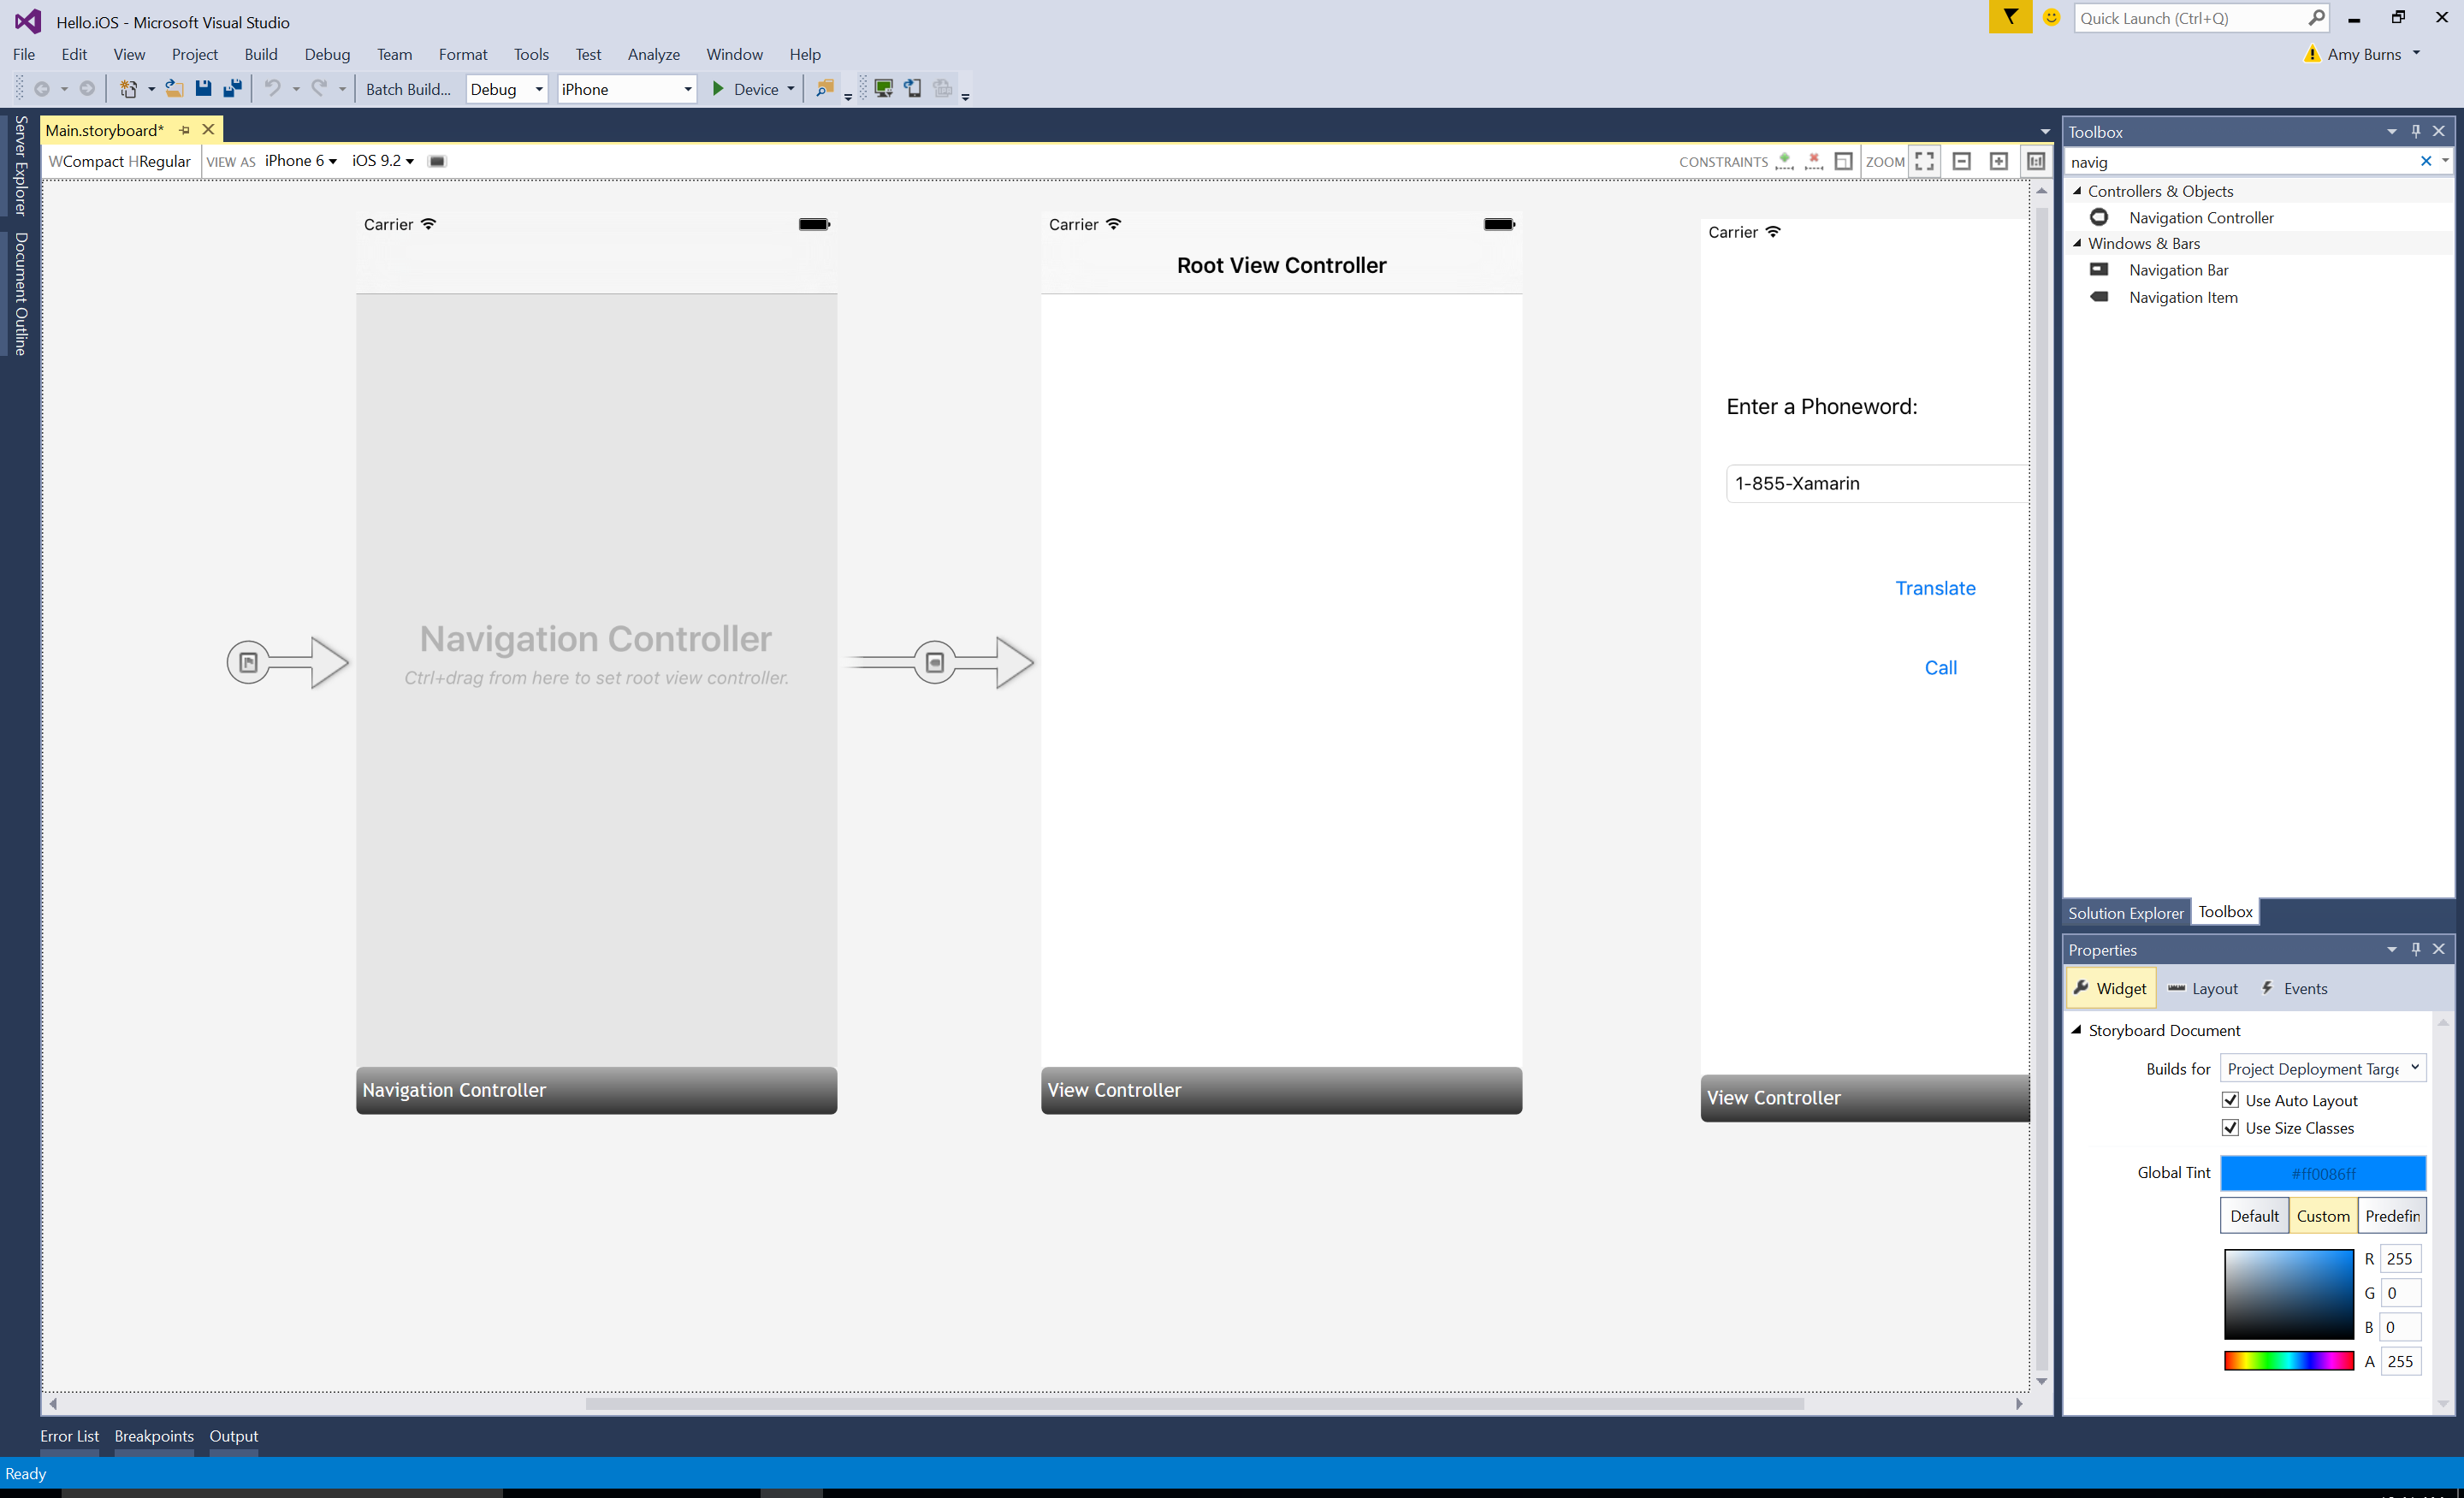 Hello.iOS - Microsoft Visual Studio
Quick Launch (Ctrl+Q)
File Edit View Project Build Debug Team Format Tools Test Analyze Window Help
Amy Burns
Batch Build... Debug iPhone Device
Server Explorer
Document Outline
Main.storyboard*
WCompact HRegular VIEW AS iPhone 6 iOS 9.2
CONSTRAINTS ZOOM
Carrier
Navigation Controller
Ctrl+drag from here to set root view controller.
Navigation Controller
Carrier
Root View Controller
View Controller
Carrier
Enter a Phoneword:
1-855-Xamarin
Translate
Call
View Controller
Toolbox
navig
Controllers & Objects
Navigation Controller
Windows & Bars
Navigation Bar
Navigation Item
Solution Explorer Toolbox
Properties
Widget Layout Events
Storyboard Document
Builds for Project Deployment Targe
Use Auto Layout
Use Size Classes
Global Tint #ff0086ff
Default Custom Predefin
R 255
G 0
B 0
A 255
Error List Breakpoints Output
Ready